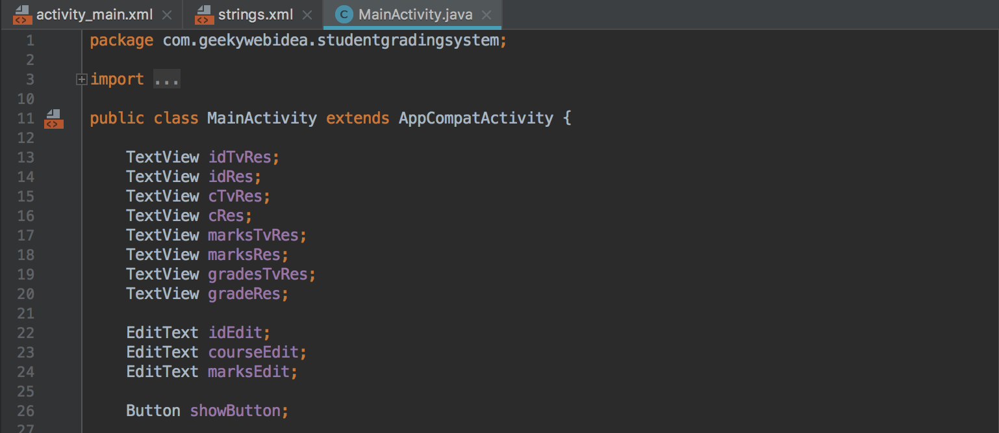 activity_main.xml strings.xml MainActivity.java
1 package com.geekywebidea.studentgradingsystem;
2
3 import ...
10
11 public class MainActivity extends AppCompatActivity {
12
13 TextView idTvRes;
14 TextView idRes;
15 TextView cTvRes;
16 TextView cRes;
17 TextView marksTvRes;
18 TextView marksRes;
19 TextView gradesTvRes;
20 TextView gradeRes;
21
22 EditText idEdit;
23 EditText courseEdit;
24 EditText marksEdit;
25
26 Button showButton;
27